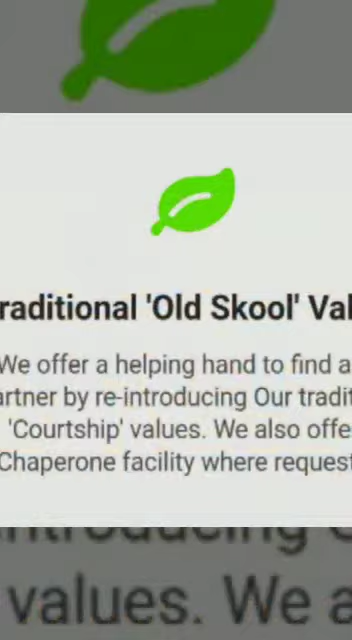 raditional 'Old Skool' Val
We offer a helping hand to find a
artner by re-introducing Our tradit
'Courtship' values. We also offe
Chaperone facility where request
introducing
values. We a